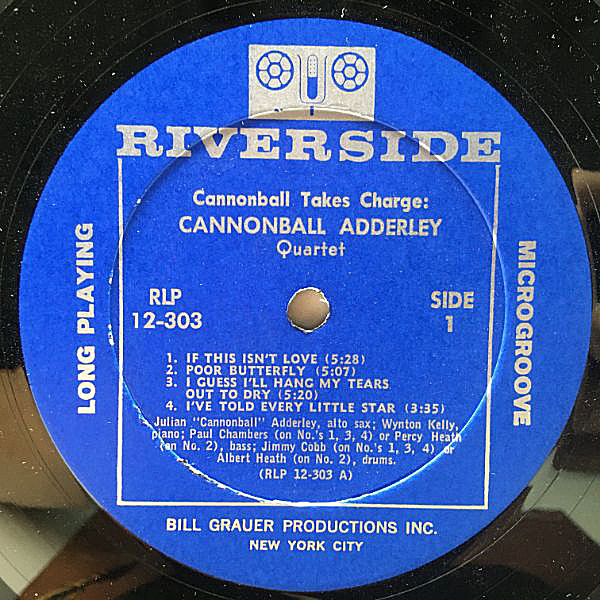 RIVERSIDE
Cannonball Takes Charge:
CANNONBALL ADDERLEY
Quartet
LONG PLAYING
MICROGROOVE
RLP
12-303
SIDE
1
1. IF THIS ISN'T LOVE (5:28)
2. POOR BUTTERFLY (5:07)
3. I GUESS I'LL HANG MY TEARS
OUT TO DRY (5:20)
4. I'VE TOLD EVERY LITTLE STAR (3:35)
Julian "Cannonball" Adderley, alto sax; Wynton Kelly,
piano; Paul Chambers (on No.'s 1, 3, 4) or Percy Heath
(on No. 2), bass; Jimmy Cobb (on No's 1, 3, 4) or
Albert Heath (on No. 2), drums.
(RLP 12-303 A)
BILL GRAUER PRODUCTIONS INC.
NEW YORK CITY